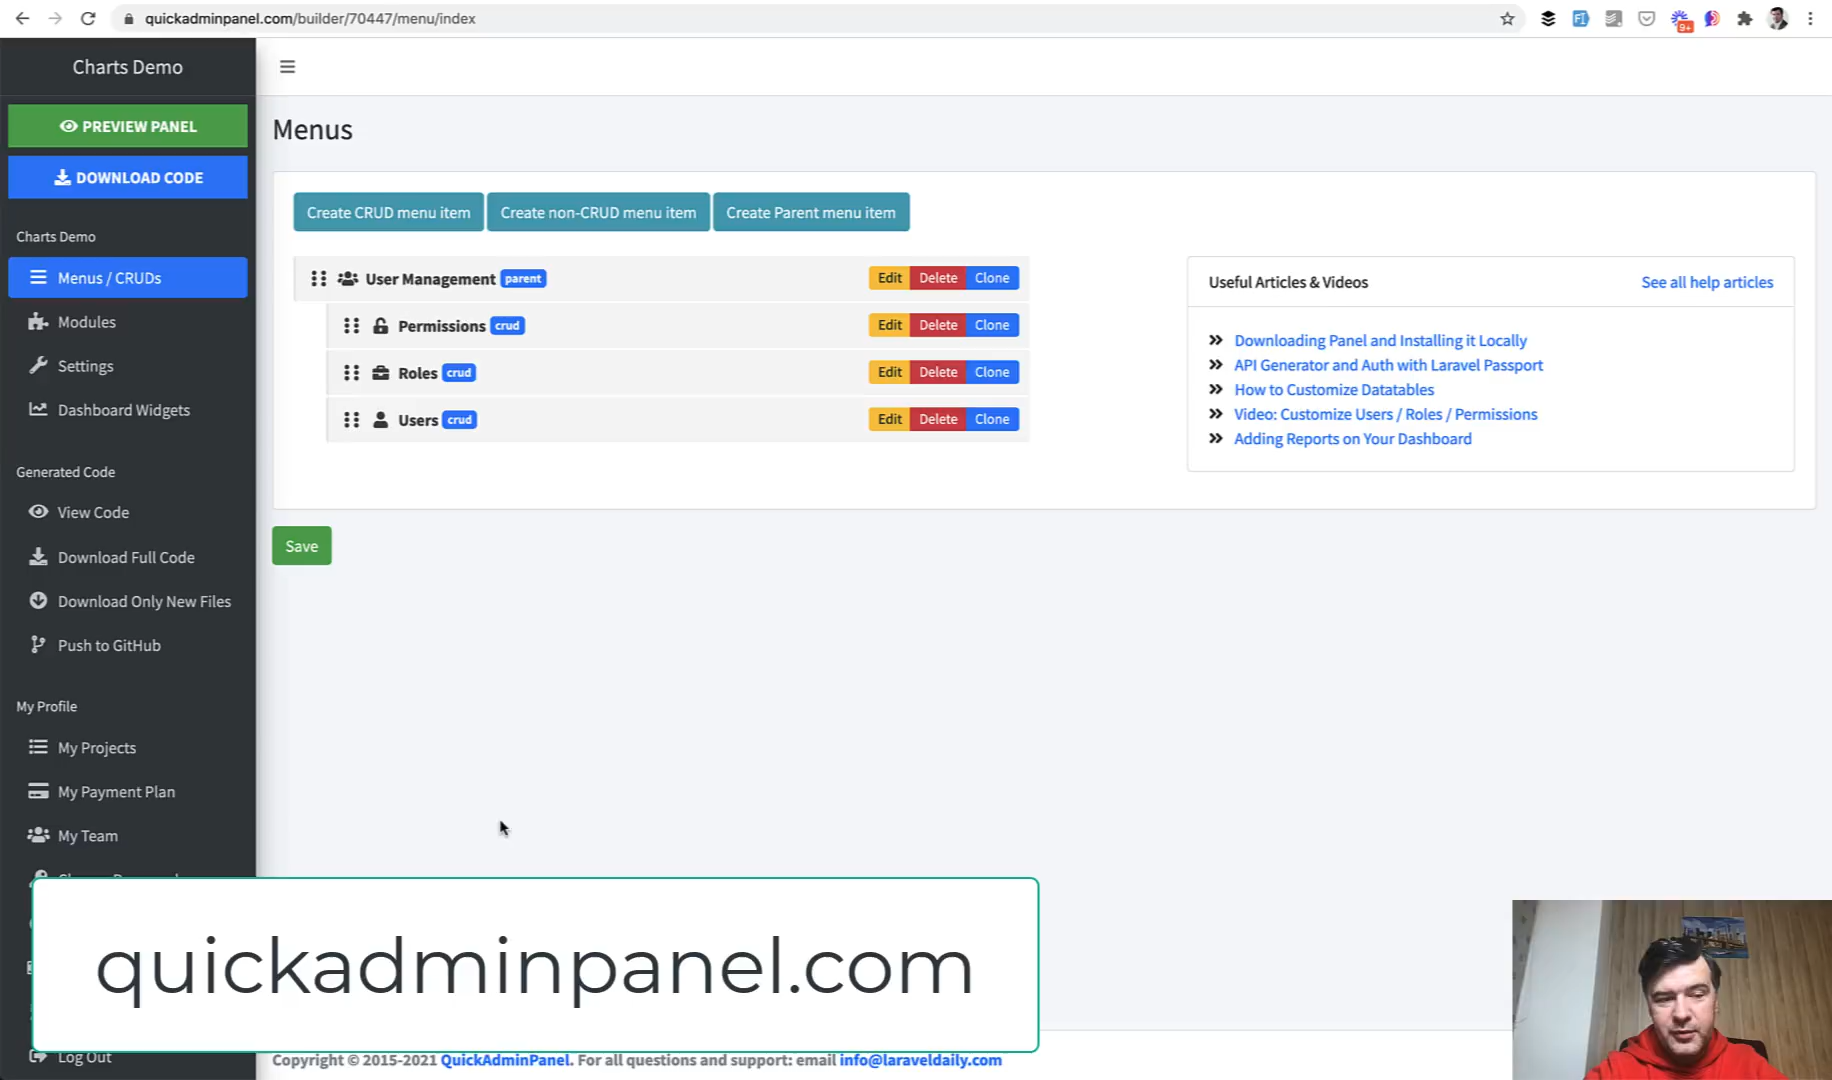 quickadminpanel.com/builder/70447/menu/index
9+
Charts Demo
PREVIEW PANEL
DOWNLOAD CODE
Charts Demo
Menus / CRUDs
Modules
Settings
Dashboard Widgets
Generated Code
View Code
Download Full Code
Download Only New Files
Push to GitHub
My Profile
My Projects
My Payment Plan
My Team
Log Out
Menus
Create CRUD menu item
Create non-CRUD menu item
Create Parent menu item
User Management parent Edit Delete Clone
Permissions crud Edit Delete Clone
Roles crud Edit Delete Clone
Users crud Edit Delete Clone
Save
Useful Articles & Videos
See all help articles
Downloading Panel and Installing it Locally
API Generator and Auth with Laravel Passport
How to Customize Datatables
Video: Customize Users / Roles / Permissions
Adding Reports on Your Dashboard
quickadminpanel.com
Copyright © 2015-2021 QuickAdminPanel. For all questions and support: email info@laraveldaily.com